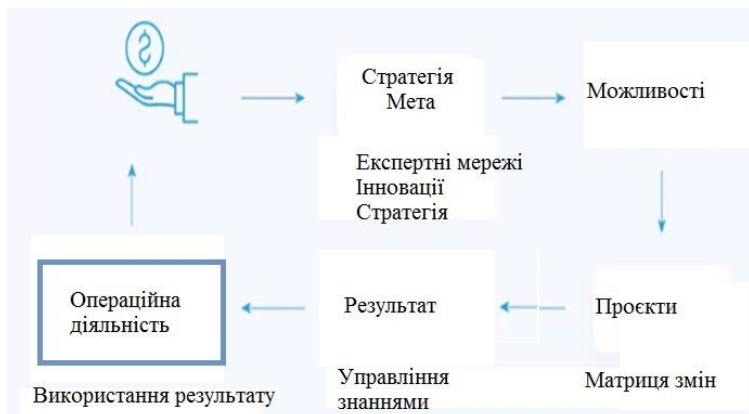 Стратегія
Мета
Можливості
Експертні мережі
Інновації
Стратегія
Операційна
діяльність
Результат
Проєкти
Використання результату
Управління
знаннями
Матриця змін